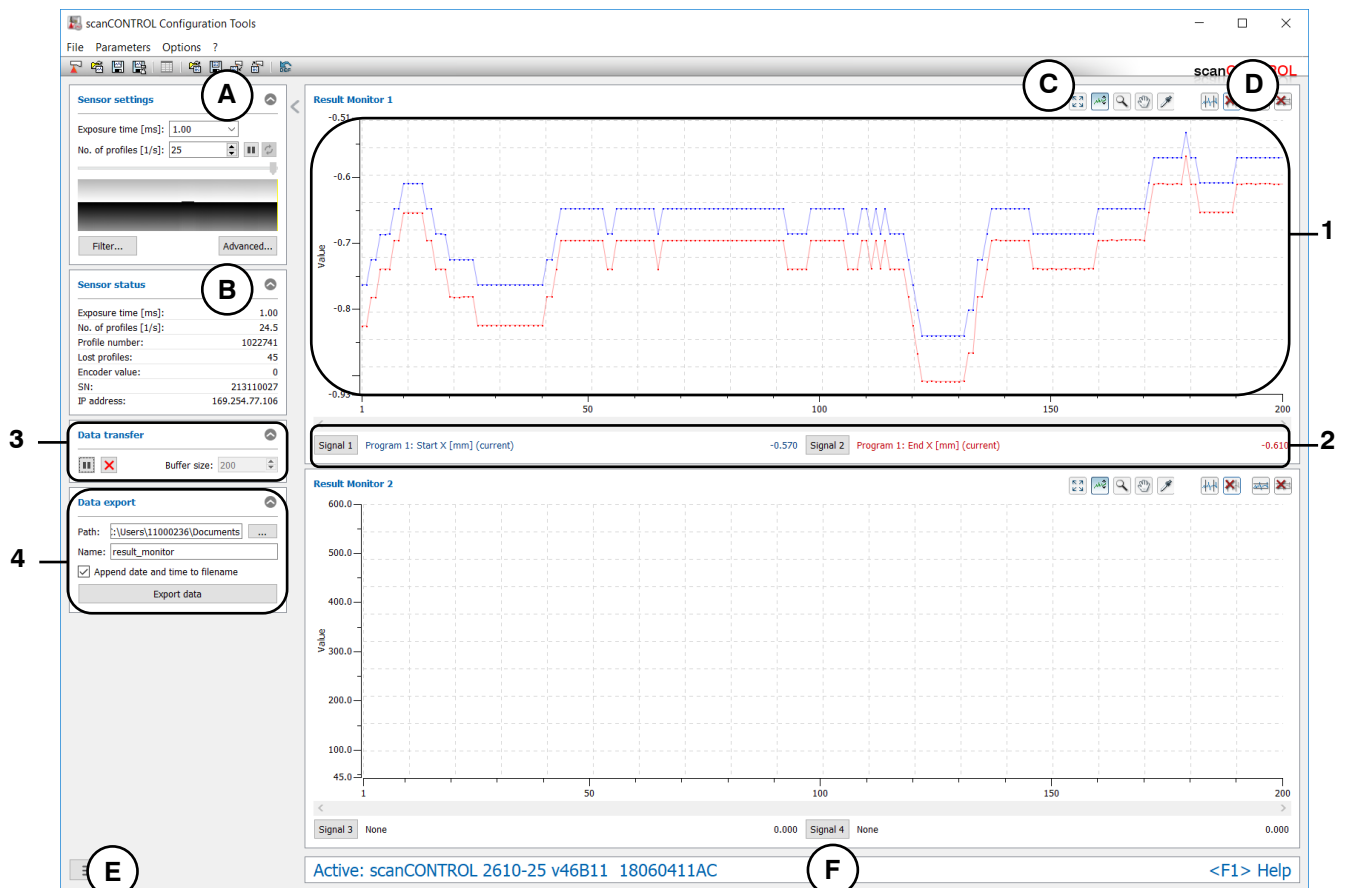 scanCONTROL Configuration Tools
File Parameters Options ?
A
C
D
Sensor settings
Exposure time [ms]: 1.00
No. of profiles [1/s]: 25
Filter... Advanced...
B
Sensor status
Exposure time [ms]: 1.00
No. of profiles [1/s]: 24.5
Profile number: 1022741
Lost profiles: 45
Encoder value: 0
SN: 213110027
IP address: 169.254.77.106
3
Data transfer
Buffer size: 200
4
Data export
Path: :\Users\11000236\Documents ...
Name: result_monitor
Append date and time to filename
Export data
E
Result Monitor 1
-0.51
-0.6
-0.7
-0.8
-0.93
Value
1 50 100 150 200
1
Signal 1 Program 1: Start X [mm] (current) -0.570 Signal 2 Program 1: End X [mm] (current) -0.610
2
Result Monitor 2
600.0
500.0
400.0
300.0
200.0
100.0
45.0
Value
1 50 100 150 200
Signal 3 None 0.000 Signal 4 None 0.000
Active: scanCONTROL 2610-25 v46B11 18060411AC
F
<F1> Help